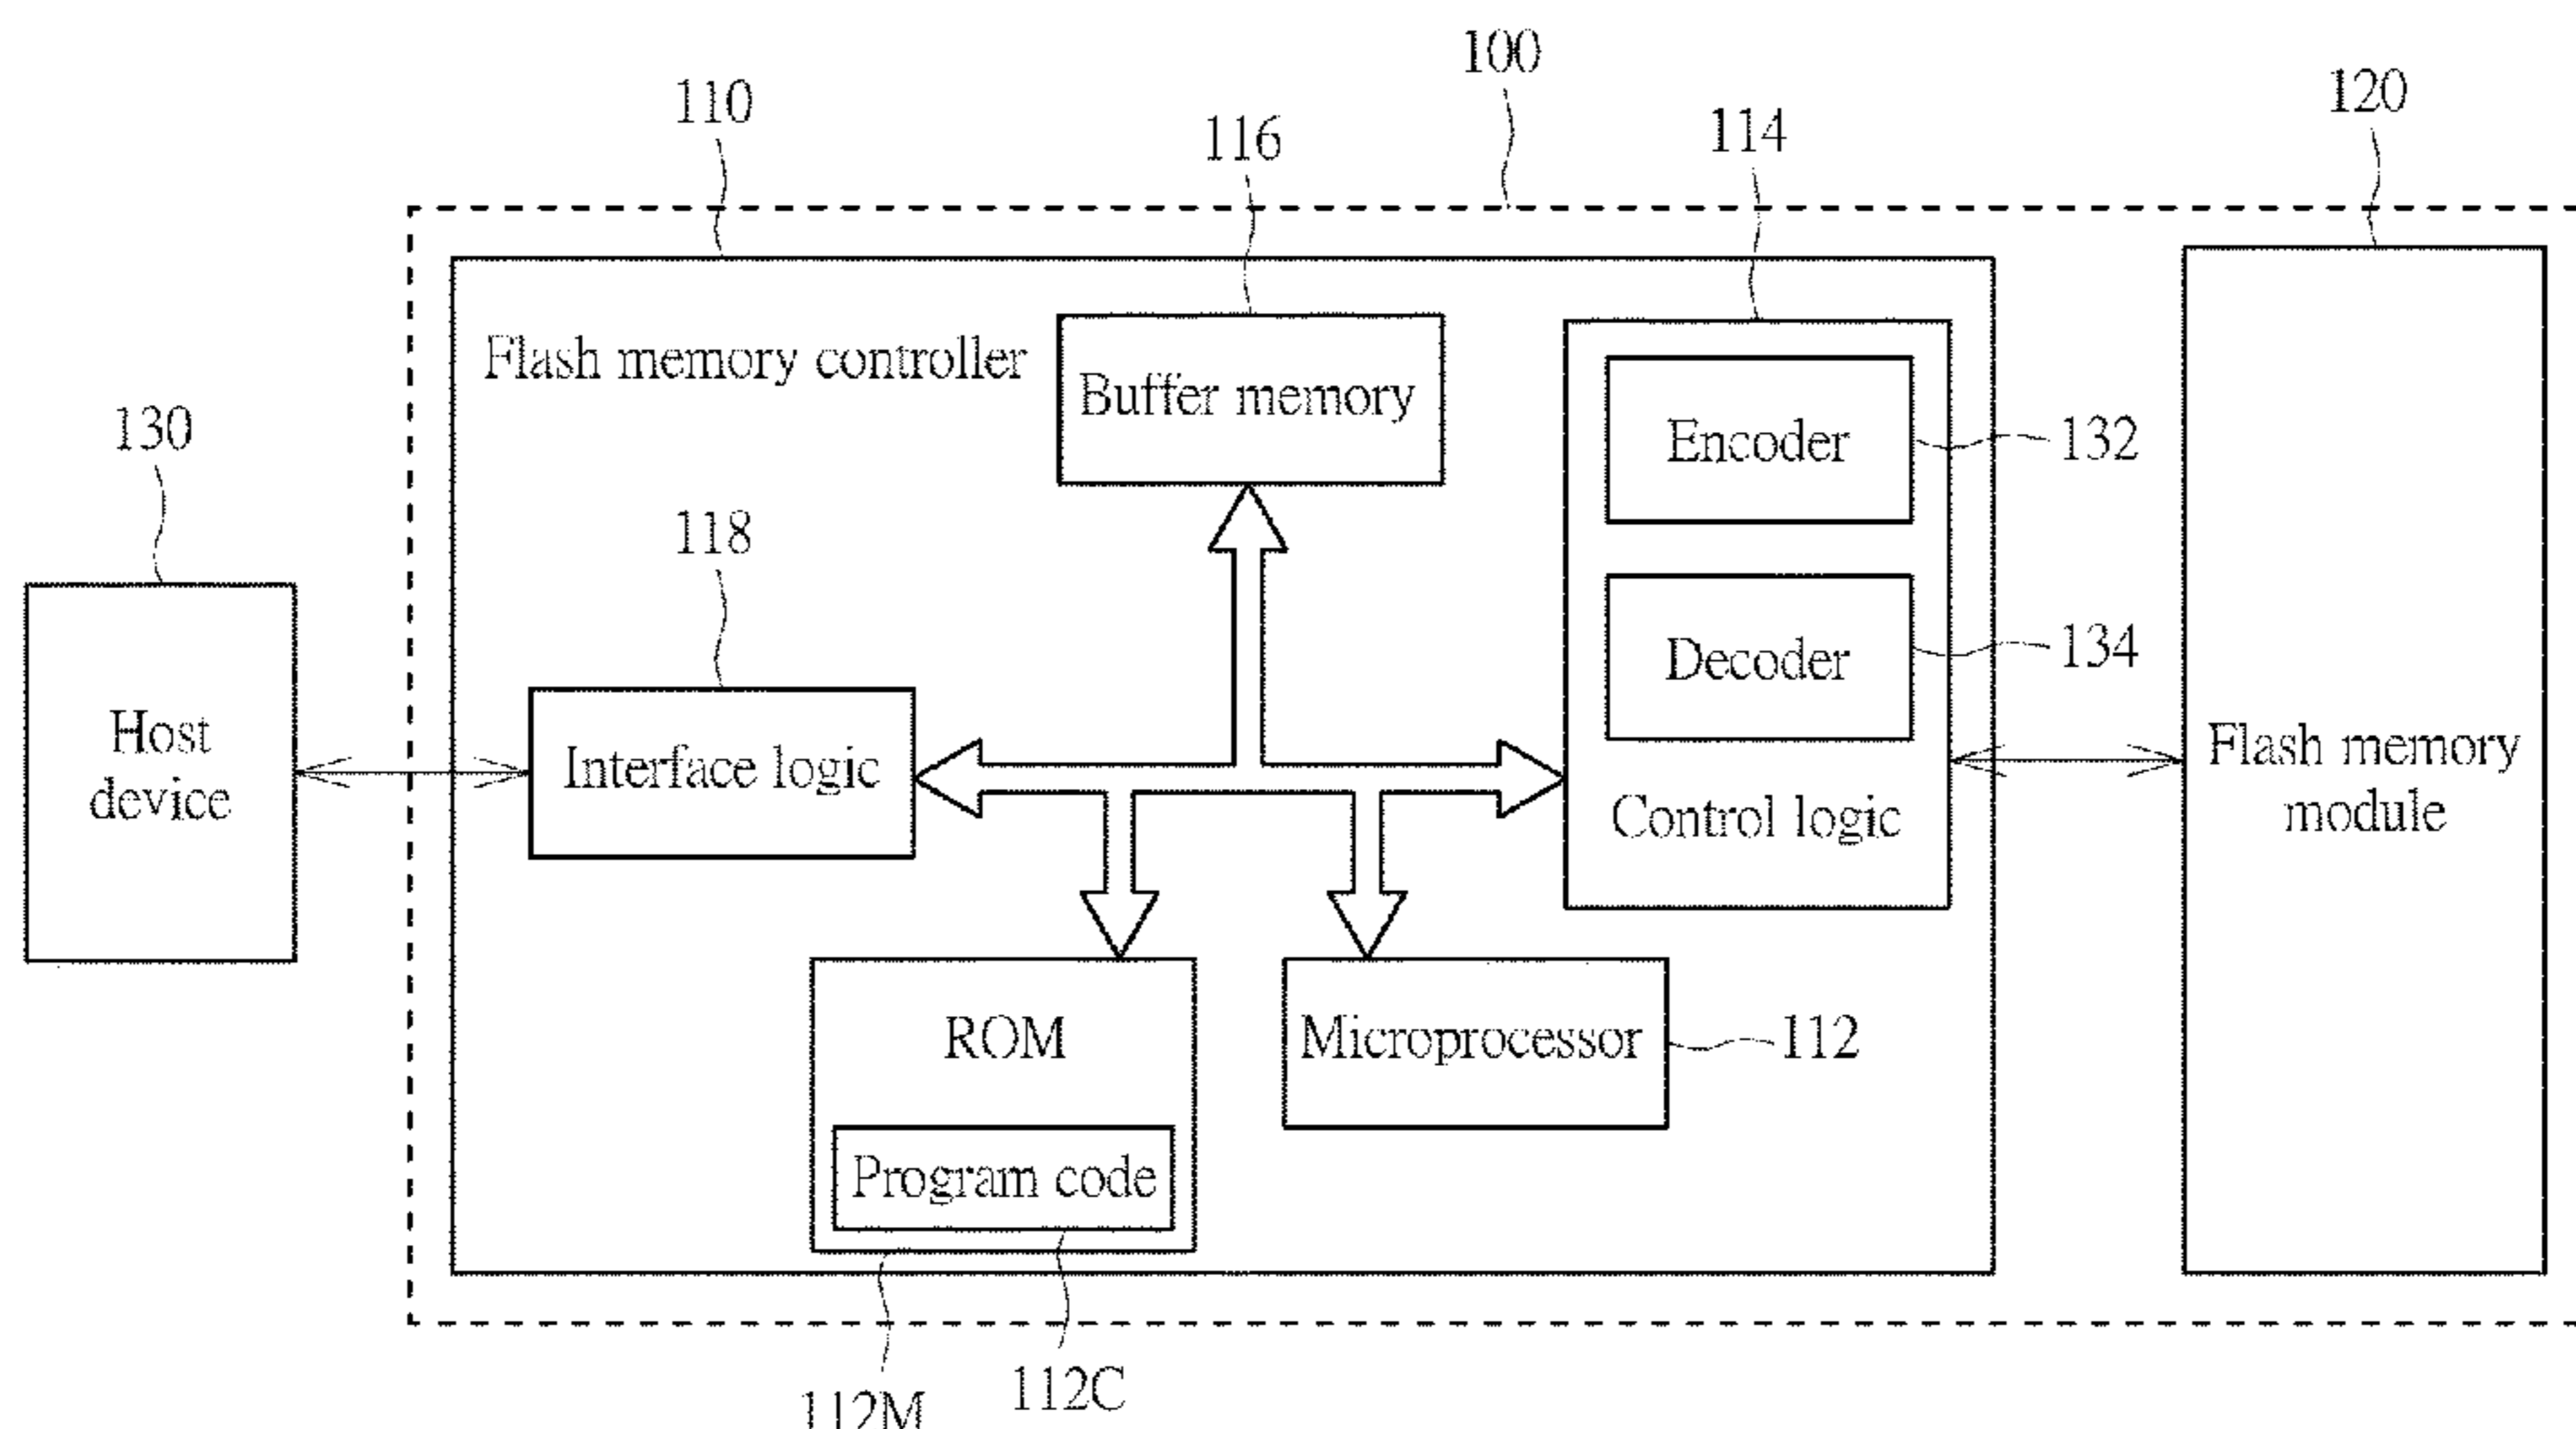 100
110
120
116
114
Flash memory controller
Buffer memory
130
Encoder
132
118
Decoder
134
Host
device
Interface logic
Control logic
Flash memory
module
ROM
Microprocessor
112
Program code
112C
112M